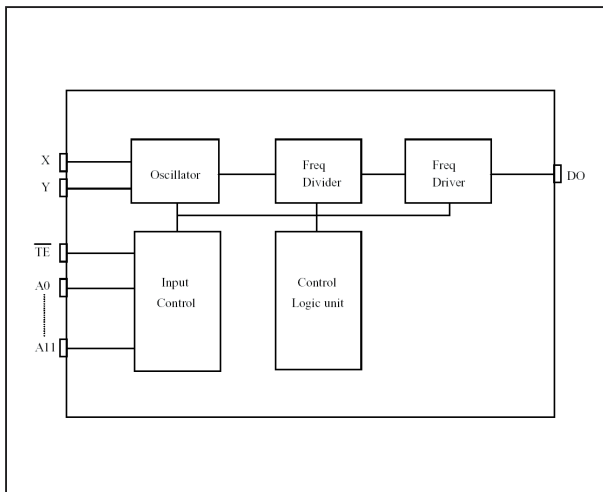 X
Y
TE
A0
A11
Oscillator
Freq
Divider
Freq
Driver
DO
Input
Control
Control
Logic unit